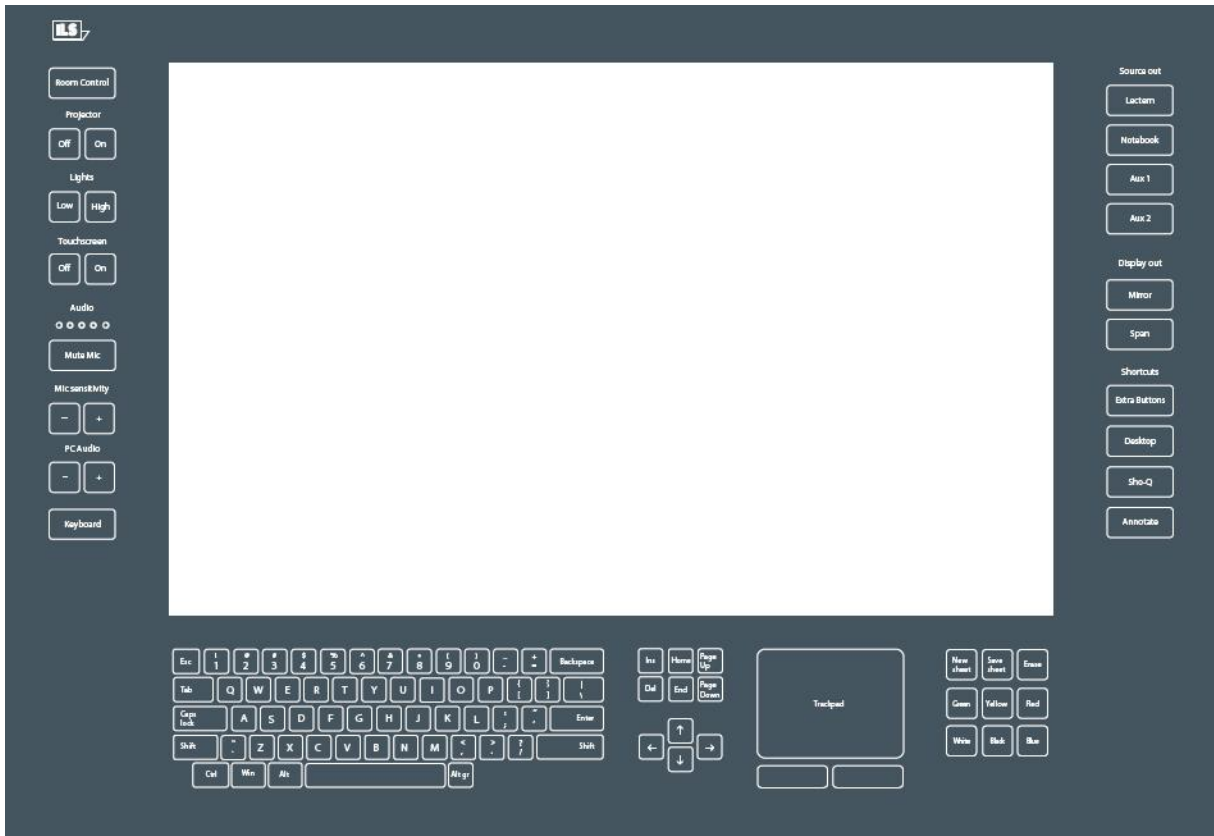 ILS
Room Control
Projector
Off On
Lights
Low High
Touchscreen
Off On
Audio
Mute Mic
Mic sensitivity
− +
PC Audio
− +
Keyboard
Source out
Lectern
Notebook
Aux 1
Aux 2
Display out
Mirror
Span
Shortcuts
Extra Buttons
Desktop
Sho-Q
Annotate
Esc 1 2 3 4 5 6 7 8 9 0 Backspace
Tab Q W E R T Y U I O P
Caps
lock
A S D F G H J K L Enter
Shift Z X C V B N M Shift
Ctrl Win Alt Alt gr
Ins Home Page
Up
Del End Page
Down
↑
← ↓ →
Trackpad
New
sheet
Save
sheet
Erase
Green Yellow Red
White Black Blue